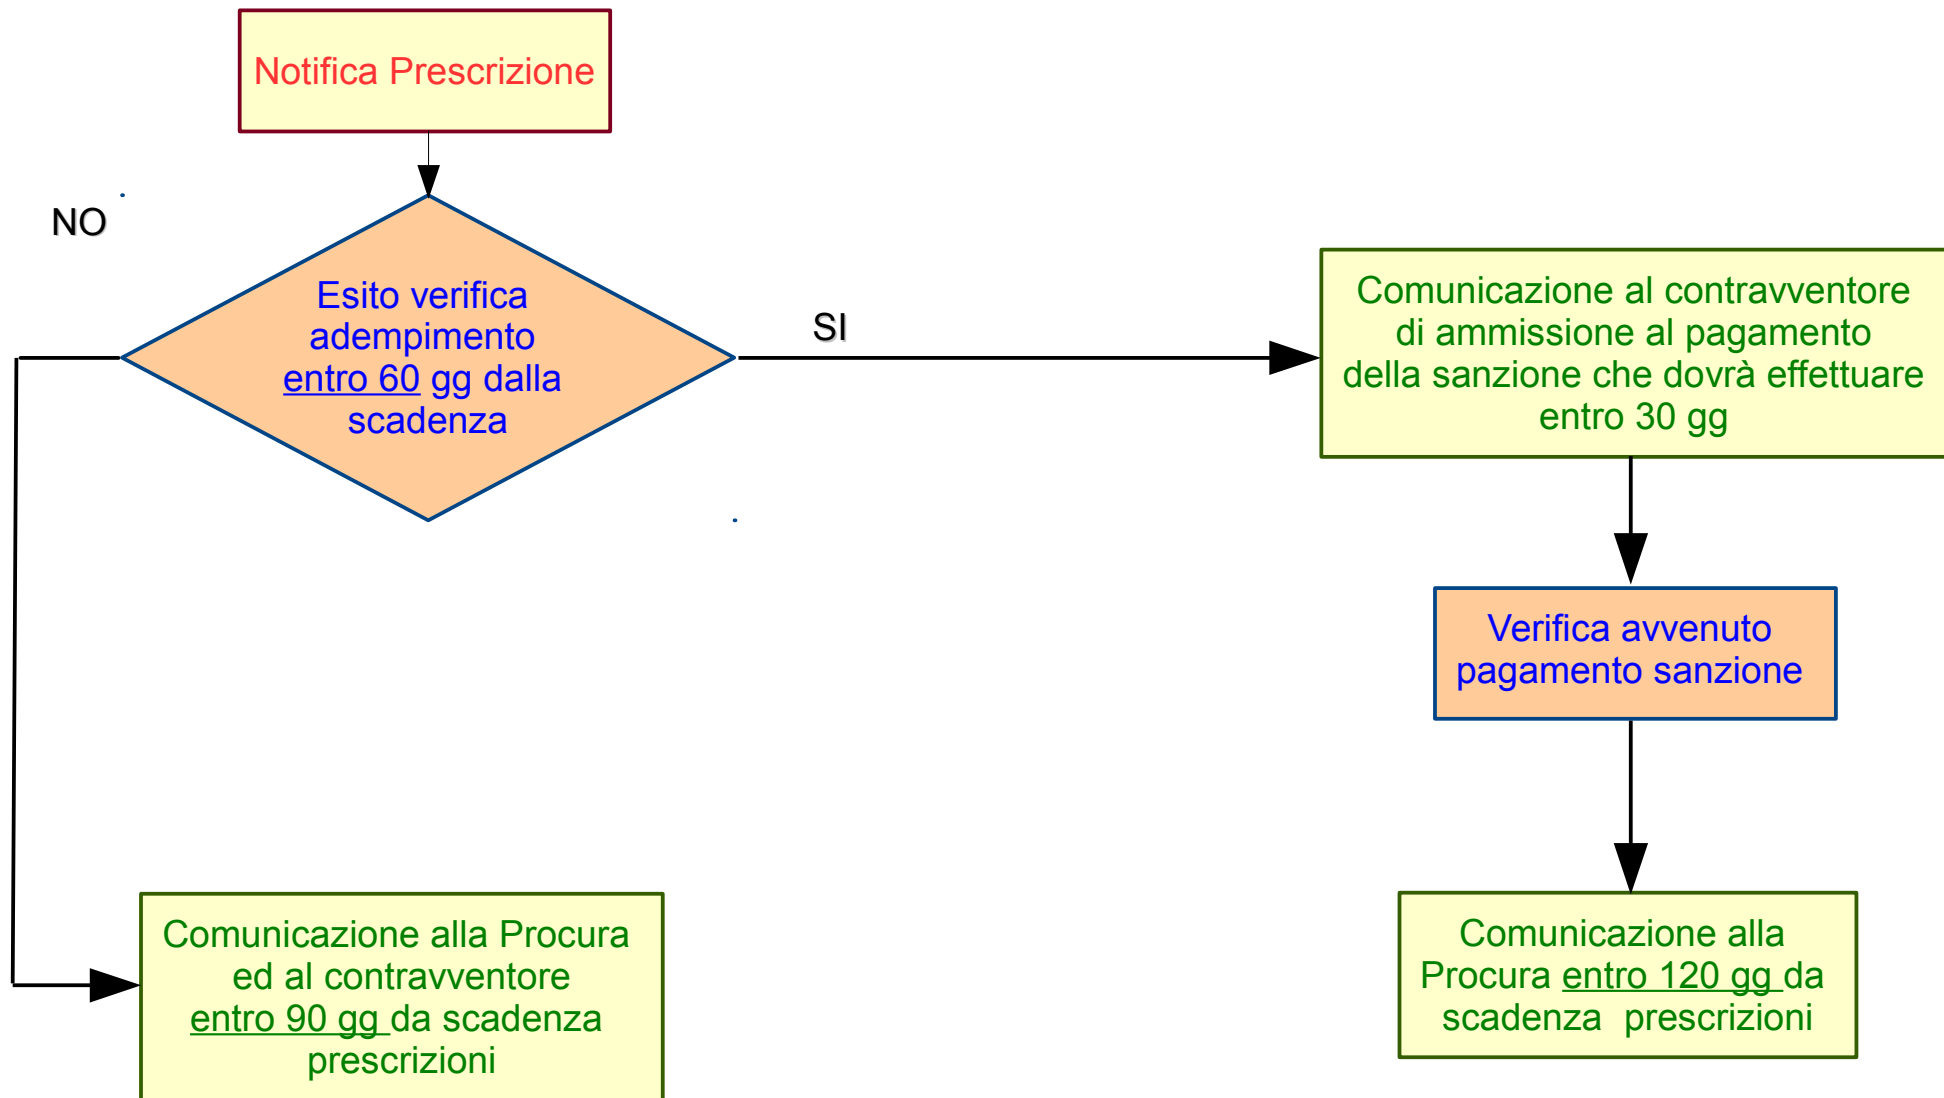 Notifica Prescrizione
NO
Esito verifica
adempimento
entro 60 gg dalla
scadenza
SI
Comunicazione al contravventore
di ammissione al pagamento
della sanzione che dovrà effettuare
entro 30 gg
Verifica avvenuto
pagamento sanzione
Comunicazione alla Procura
ed al contravventore
entro 90 gg da scadenza
prescrizioni
Comunicazione alla
Procura entro 120 gg da
scadenza prescrizioni